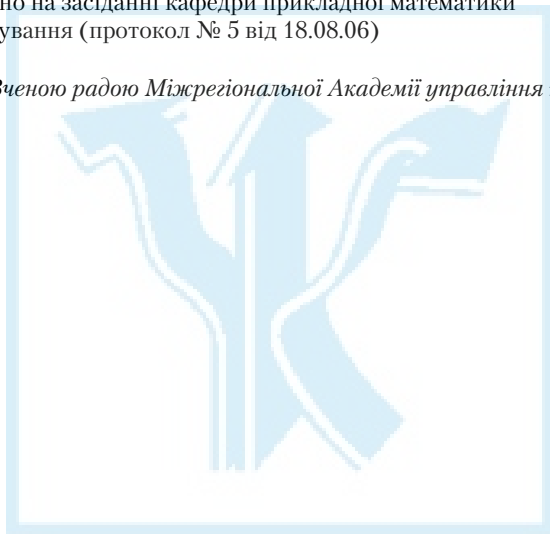 но на засіданні кафедри прикладної математики
ування (протокол № 5 від 18.08.06)
Вченою радою Міжрегіональної Академії управління